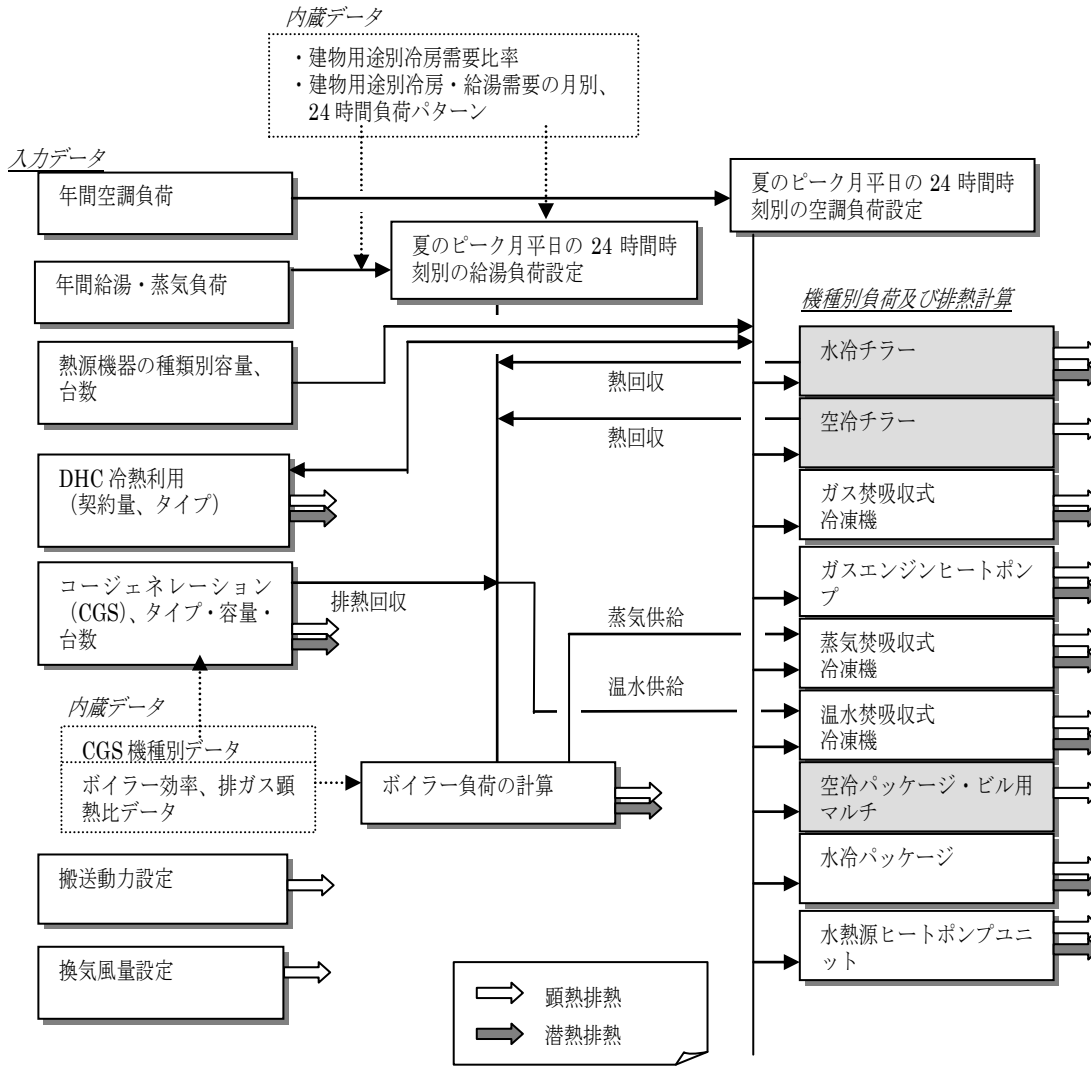 内蔵データ
・建物用途別冷房需要比率
・建物用途別冷房・給湯需要の月別、
24 時間負荷パターン
入力データ
年間空調負荷
夏のピーク月平日の 24 時間時
刻別の空調負荷設定
夏のピーク月平日の 24 時間時
刻別の給湯負荷設定
年間給湯・蒸気負荷
機種別負荷及び排熱計算
熱源機器の種類別容量、
台数
水冷チラー
熱回収
空冷チラー
熱回収
DHC 冷熱利用
（契約量、タイプ）
ガス焚吸収式
冷凍機
コージェネレーション
（CGS）、タイプ・容量・
台数
排熱回収
ガスエンジンヒートポン
プ
蒸気供給
蒸気焚吸収式
冷凍機
温水供給
温水焚吸収式
冷凍機
内蔵データ
CGS 機種別データ
ボイラー効率、排ガス顕
熱比データ
ボイラー負荷の計算
空冷パッケージ・ビル用
マルチ
搬送動力設定
水冷パッケージ
換気風量設定
水熱源ヒートポンプユニ
ット
顕熱排熱
潜熱排熱